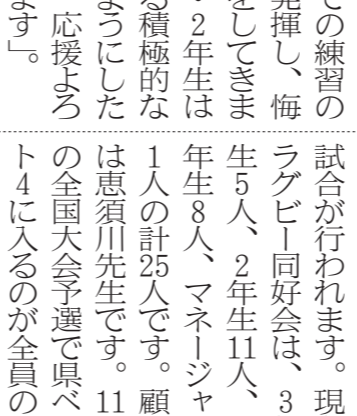 ての練習の
発揮し、悔
をしてきま
2年生は
る積極的な
ようにした
応援よろ
す」。
試合が行われます。現
ラグビー同好会は、3
生5人、2年生11人、
年生8人、マネージャ
1人の計25人です。顧
は恵須川先生です。11
の全国大会予選で県ベ
ト4に入るのが全員の